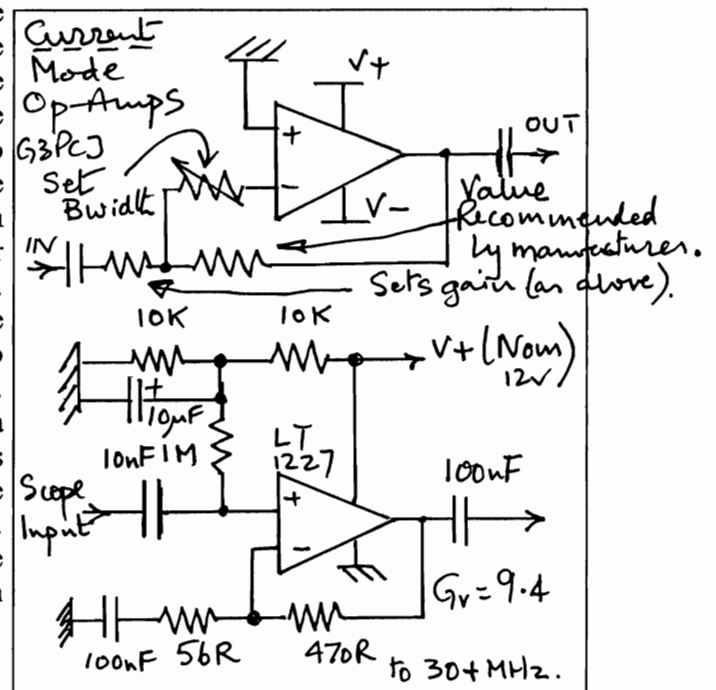 Current
Mode
Op-Amps
G3PCJ
Set
Bwidth
V+
+
-
V-
OUT
IN
Value
Recommended
by manufacturer.
Sets gain (as above).
10K
10K
V+ (Nom)
12v
+
10µF
10nF
1M
LT
1227
100nF
Scope
Input
+
-
Gv = 9.4
100nF
56R
470R
to 30+ MHz.